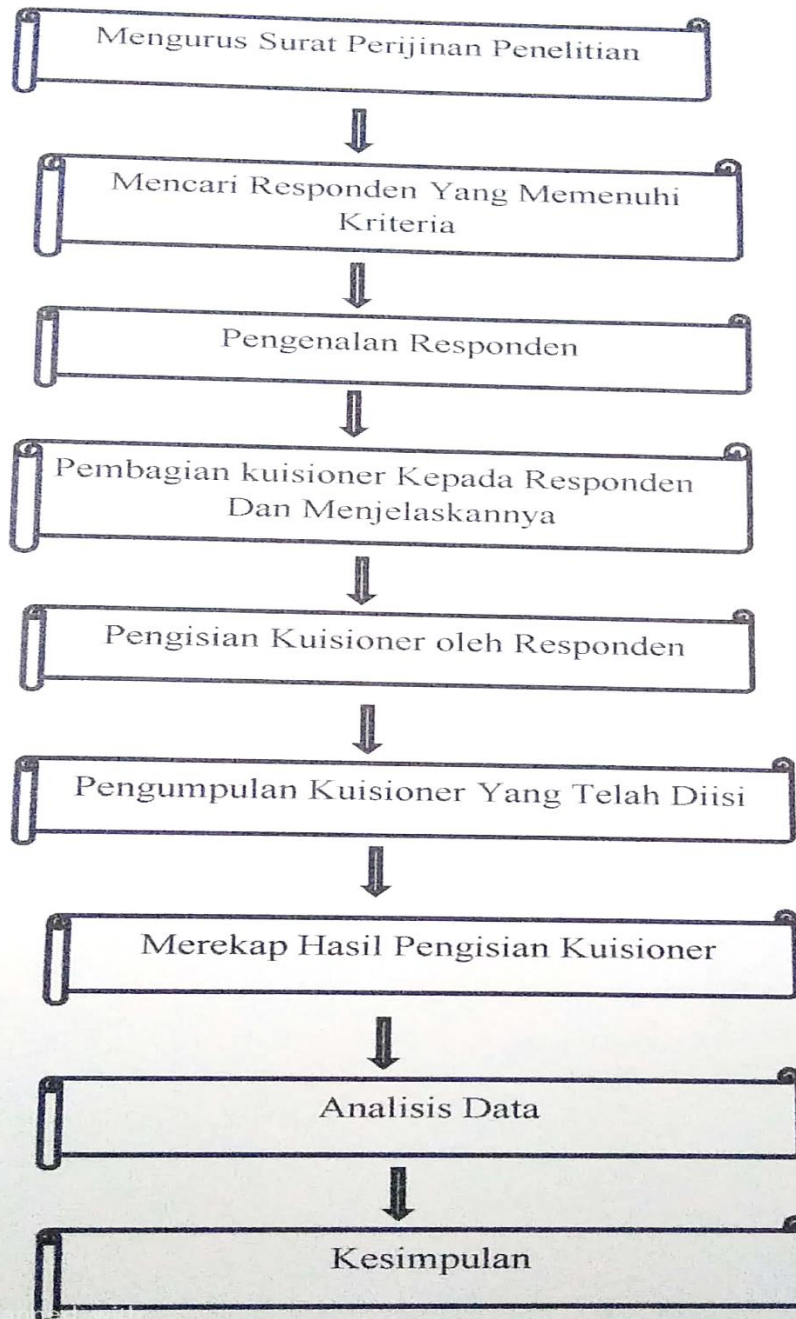 Mengurus Surat Perijinan Penelitian
Mencari Responden Yang Memenuhi
Kriteria
Pengenalan Responden
Pembagian kuisioner Kepada Responden
Dan Menjelaskannya
Pengisian Kuisioner oleh Responden
Pengumpulan Kuisioner Yang Telah Diisi
Merekap Hasil Pengisian Kuisioner
Analisis Data
Kesimpulan